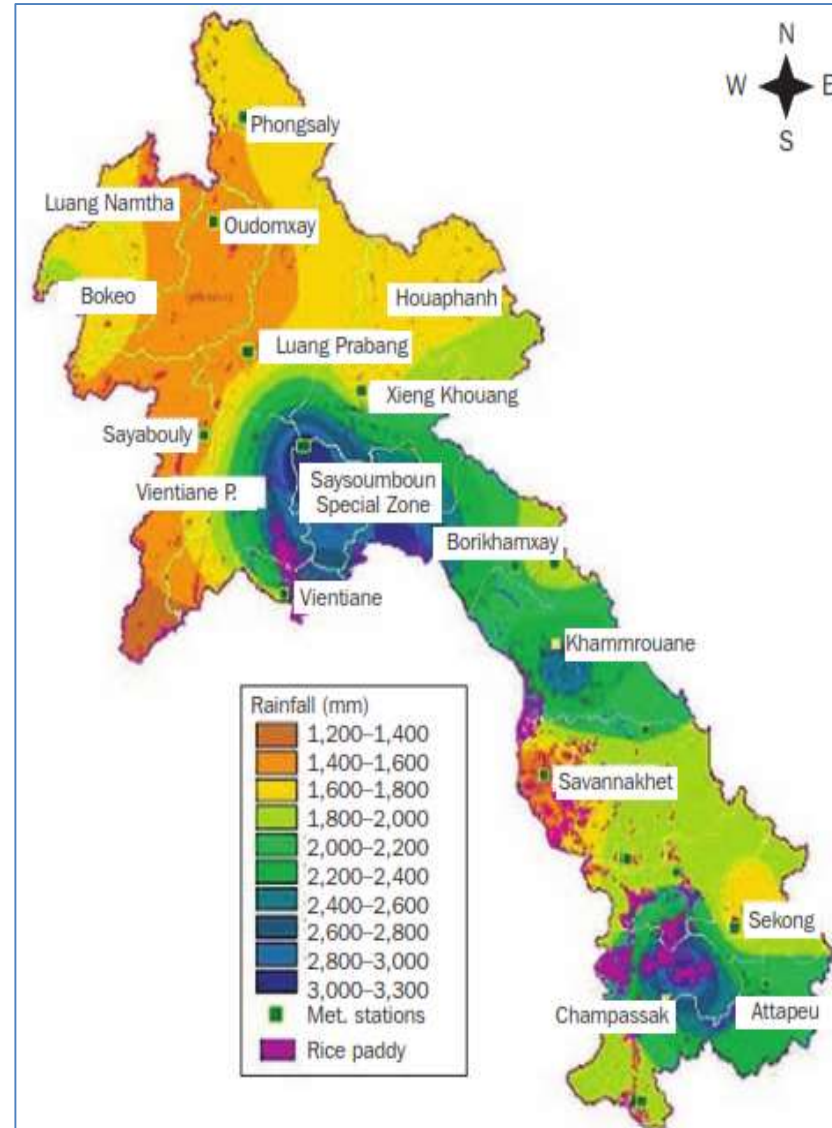 N
W E
S
Phongsaly
Luang Namtha
Oudomxay
Bokeo
Houaphanh
Luang Prabang
Xieng Khouang
Sayabouly
Saysoumboun
Special Zone
Vientiane P.
Borikhamxay
Vientiane
Khammrouane
Rainfall (mm)
1,200–1,400
1,400–1,600
1,600–1,800
1,800–2,000
2,000–2,200
2,200–2,400
2,400–2,600
2,600–2,800
2,800–3,000
3,000–3,300
Met. stations
Rice paddy
Savannakhet
Sekong
Champassak
Attapeu